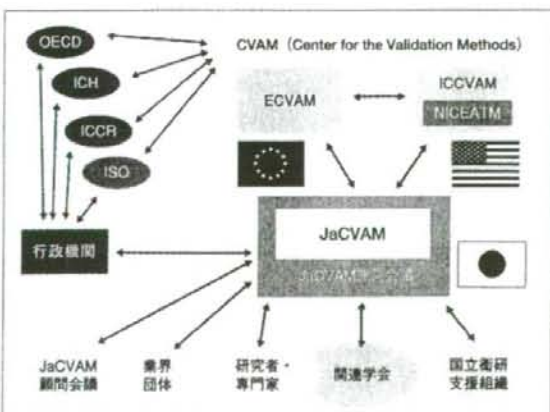 OECD
CVAM（Center for the Validation Methods）
ICH
ECVAM
ICCVAM
NICEATM
ICCR
ISO
JaCVAM
行政機関
JaCVAM
JaCVAM
顧問会議
業界
団体
研究者・
専門家
関連学会
国立衛研
支援組織